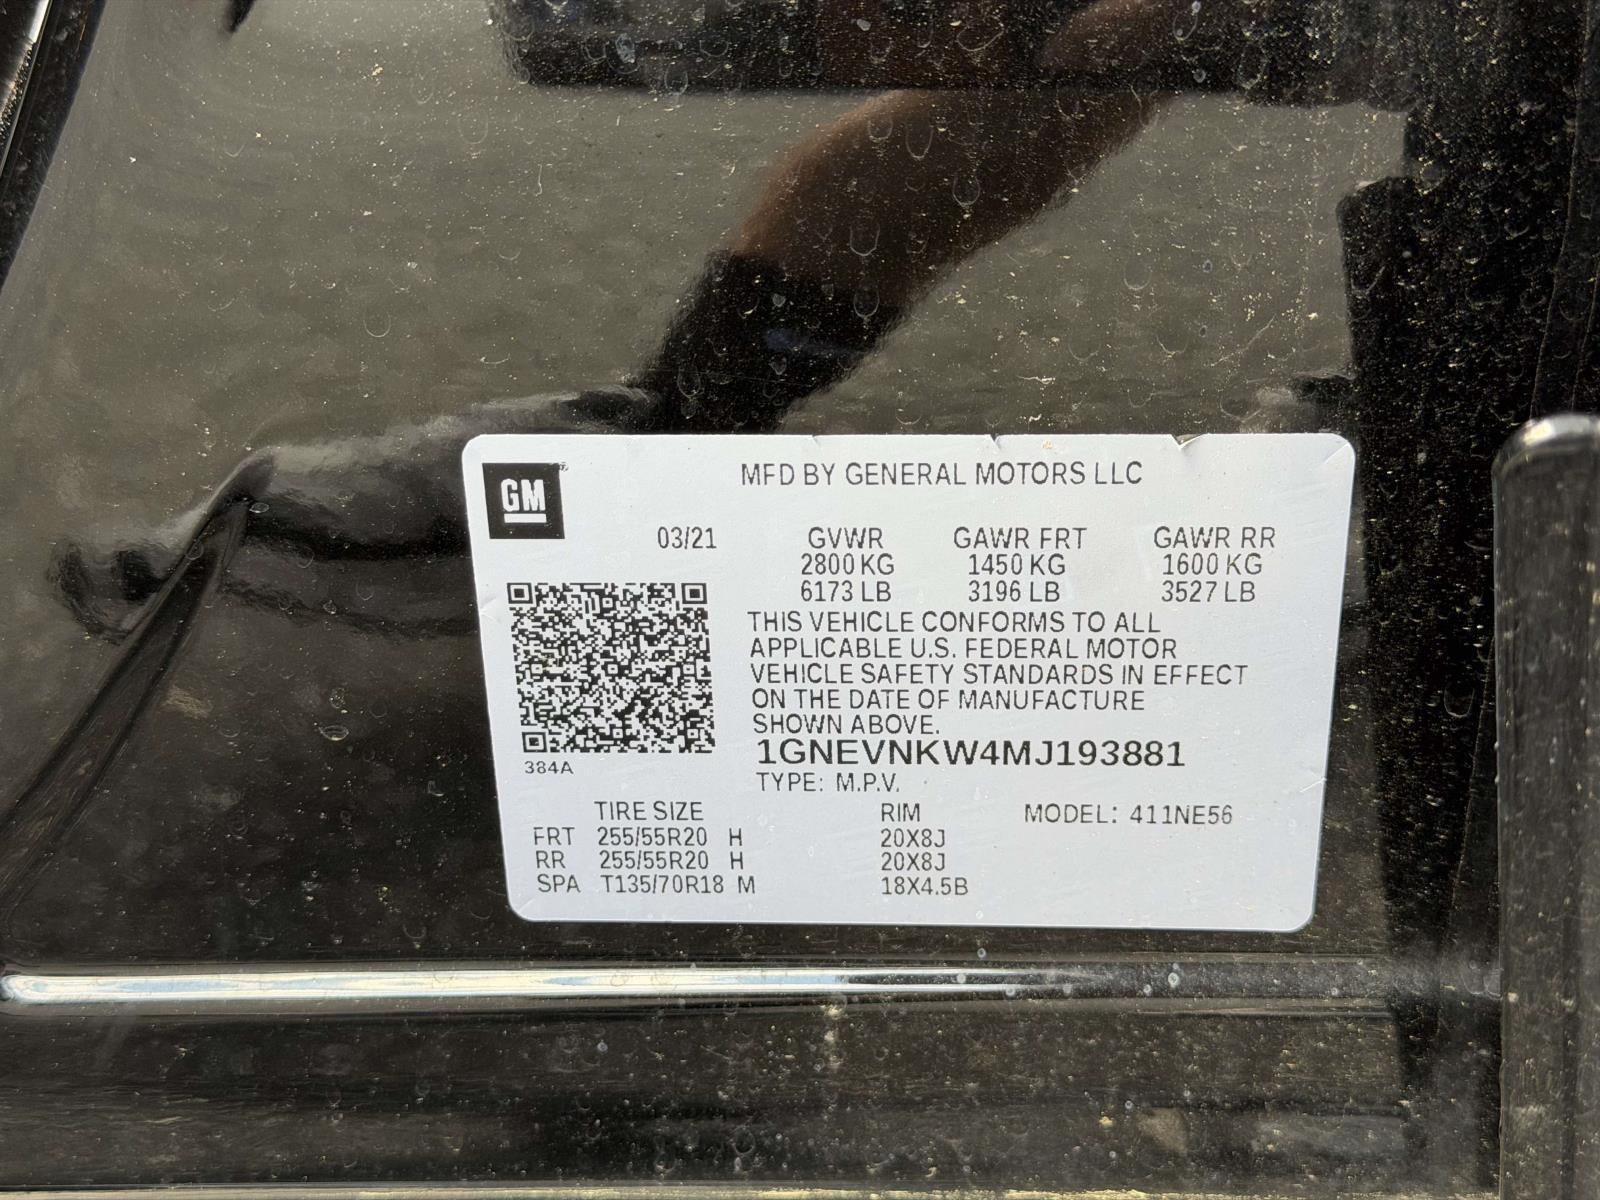 GM
MFD BY GENERAL MOTORS LLC
03/21 GVWR GAWR FRT GAWR RR
2800 KG 1450 KG 1600 KG
6173 LB 3196 LB 3527 LB
THIS VEHICLE CONFORMS TO ALL
APPLICABLE U.S. FEDERAL MOTOR
VEHICLE SAFETY STANDARDS IN EFFECT
ON THE DATE OF MANUFACTURE
SHOWN ABOVE.
1GNEVNKW4MJ193881
384A
TYPE: M.P.V.
TIRE SIZE RIM MODEL: 411NE56
FRT 255/55R20 H 20X8J
RR 255/55R20 H 20X8J
SPA T135/70R18 M 18X4.5B